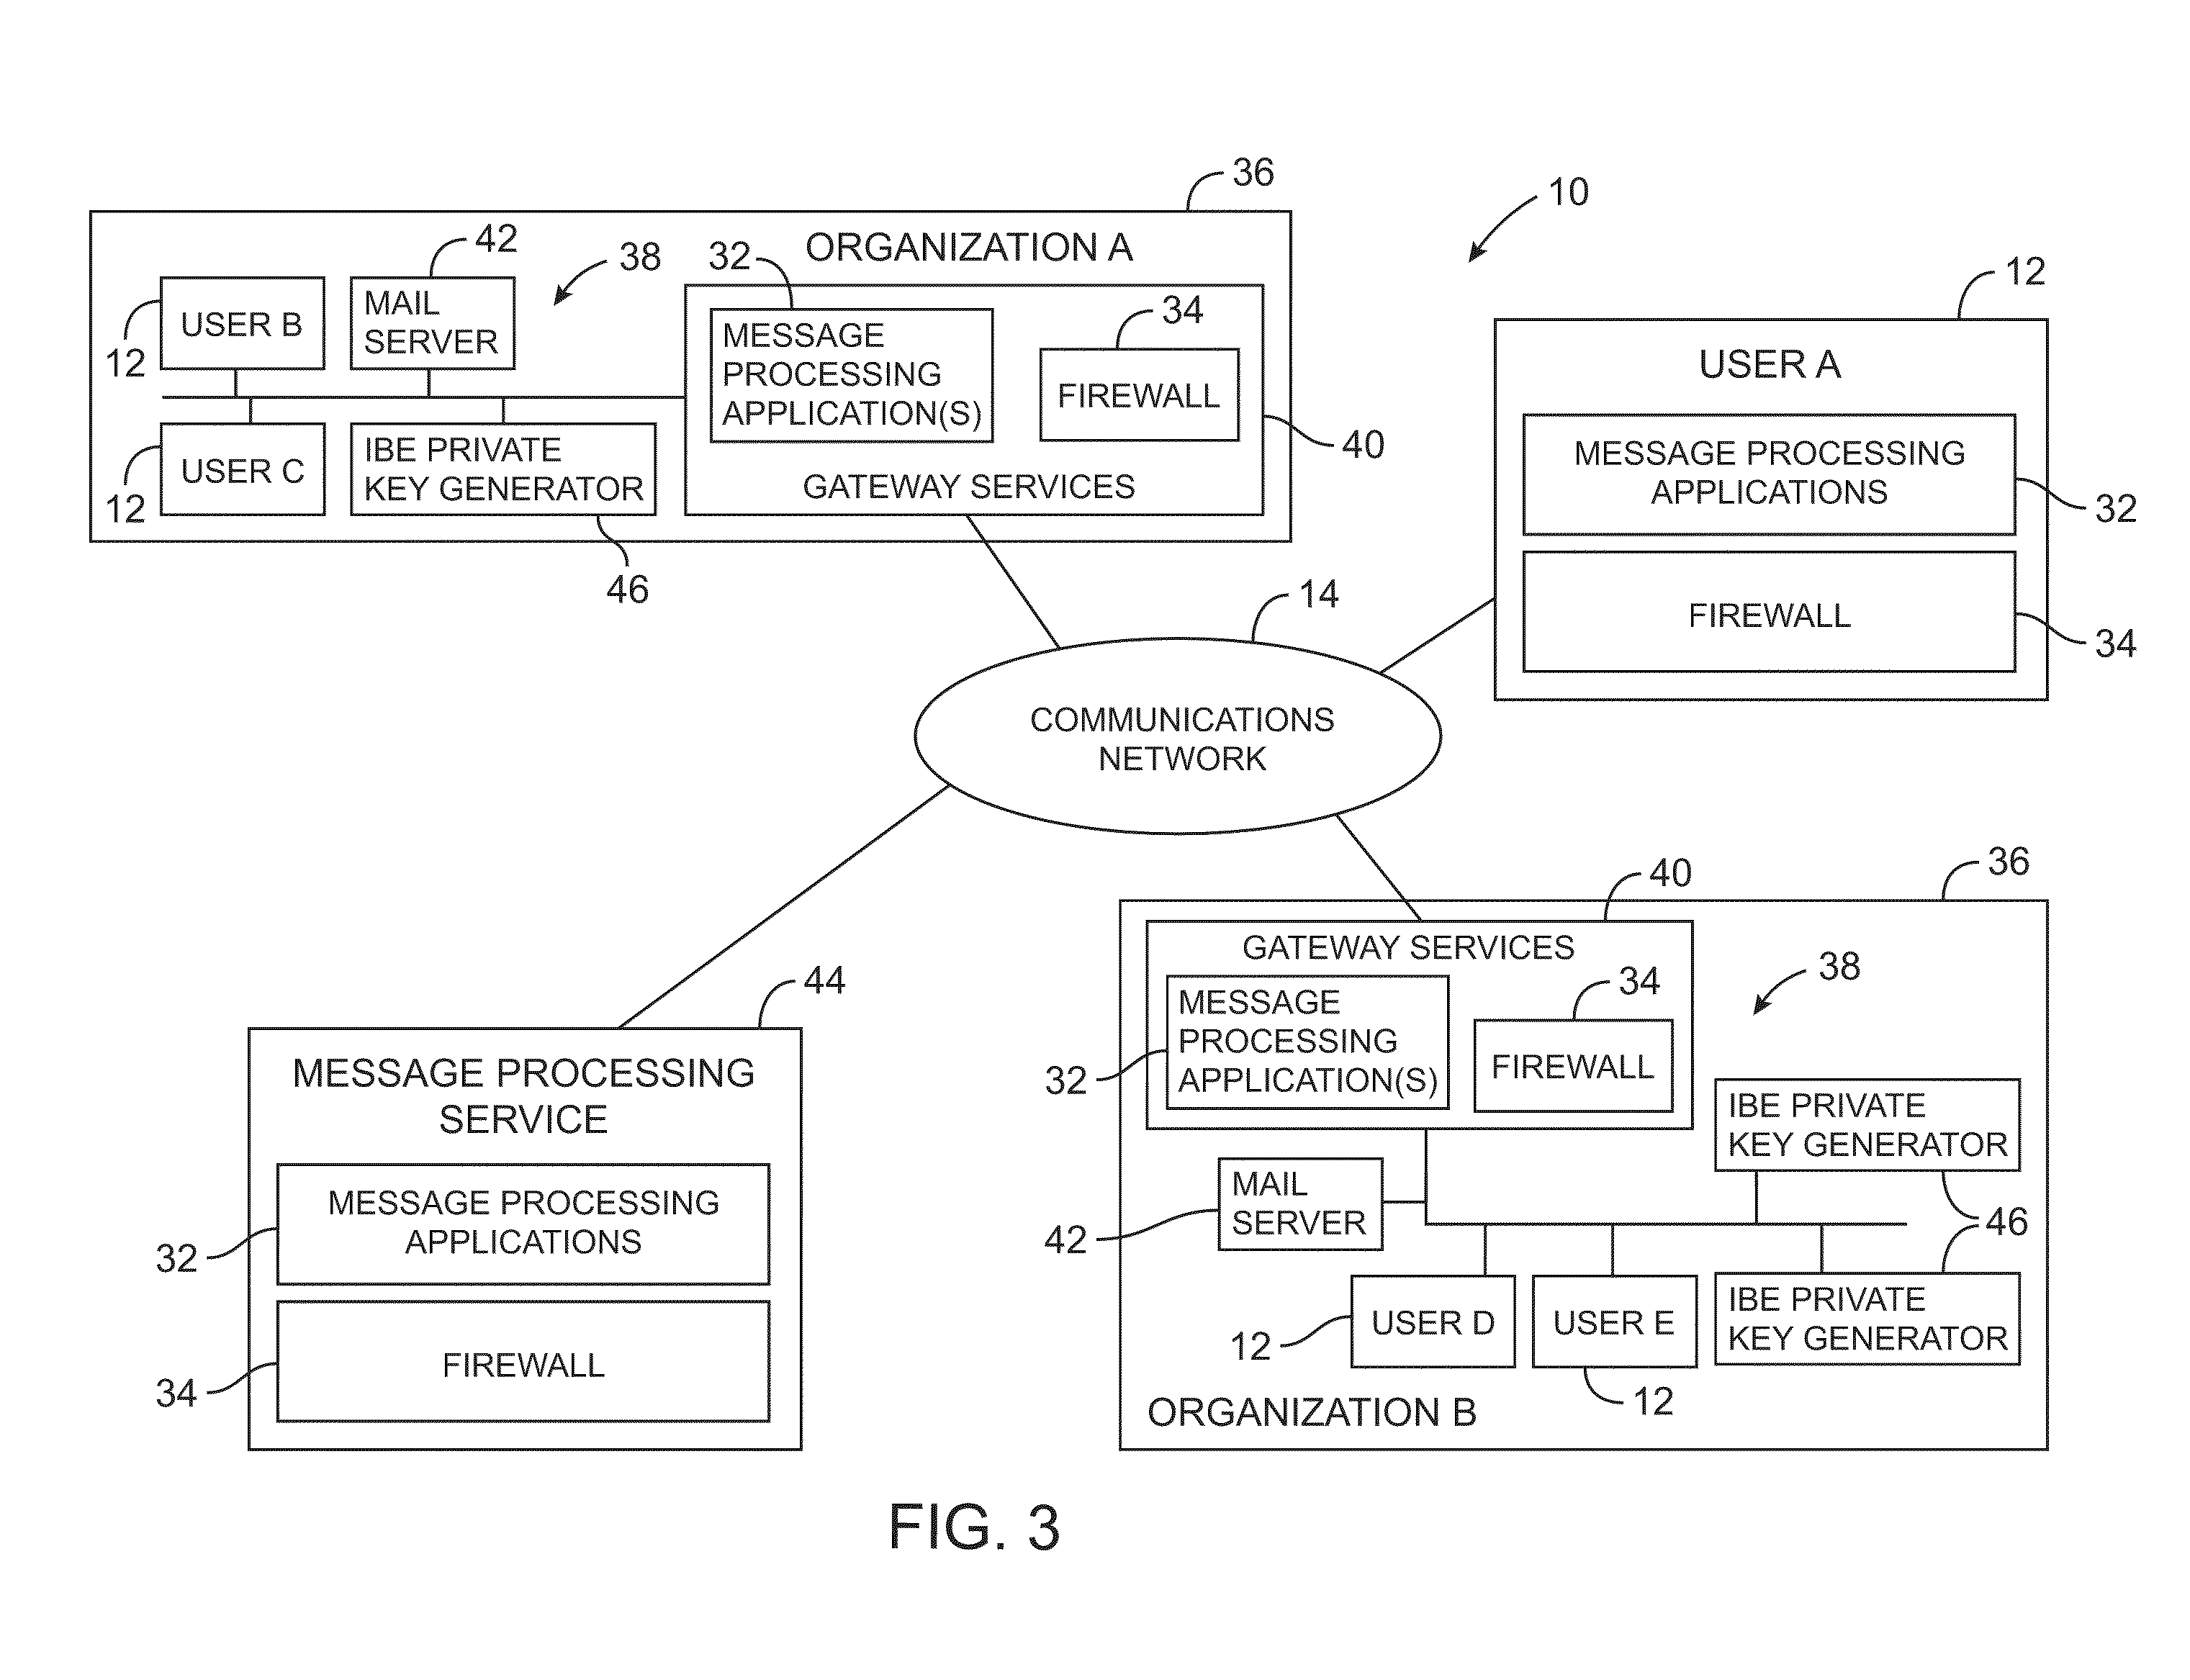 36
10
ORGANIZATION A
42
38
32
34
12
USER B
MAIL
SERVER
MESSAGE
PROCESSING
APPLICATION(S)
FIREWALL
12
40
USER C
IBE PRIVATE
KEY GENERATOR
GATEWAY SERVICES
12
46
12
USER A
MESSAGE PROCESSING
APPLICATIONS
32
FIREWALL
34
14
COMMUNICATIONS
NETWORK
44
MESSAGE PROCESSING
SERVICE
MESSAGE PROCESSING
APPLICATIONS
32
FIREWALL
34
36
40
GATEWAY SERVICES
38
34
MESSAGE
PROCESSING
APPLICATION(S)
32
FIREWALL
IBE PRIVATE
KEY GENERATOR
MAIL
SERVER
42
46
USER D
12
USER E
12
IBE PRIVATE
KEY GENERATOR
ORGANIZATION B
FIG. 3